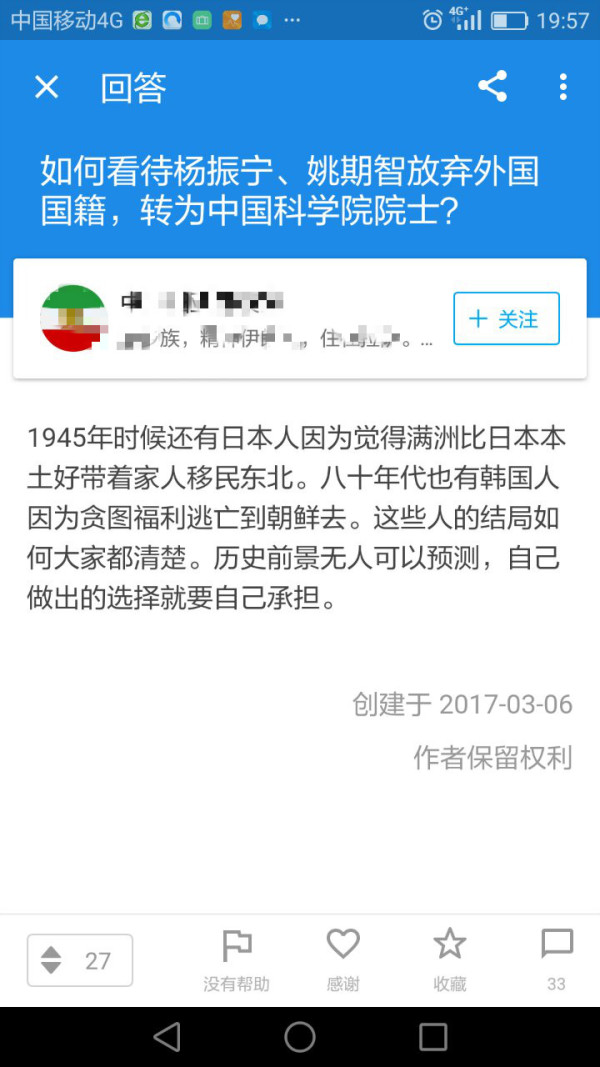 中国移动4G
4G+
19:57
回答
如何看待杨振宁、姚期智放弃外国
国籍，转为中国科学院院士?
族，
住
。...
+ 关注
1945年时候还有日本人因为觉得满洲比日本本
土好带着家人移民东北。八十年代也有韩国人
因为贪图福利逃亡到朝鲜去。这些人的结局如
何大家都清楚。历史前景无人可以预测，自己
做出的选择就要自己承担。
创建于 2017-03-06
作者保留权利
27
没有帮助
感谢
收藏
33